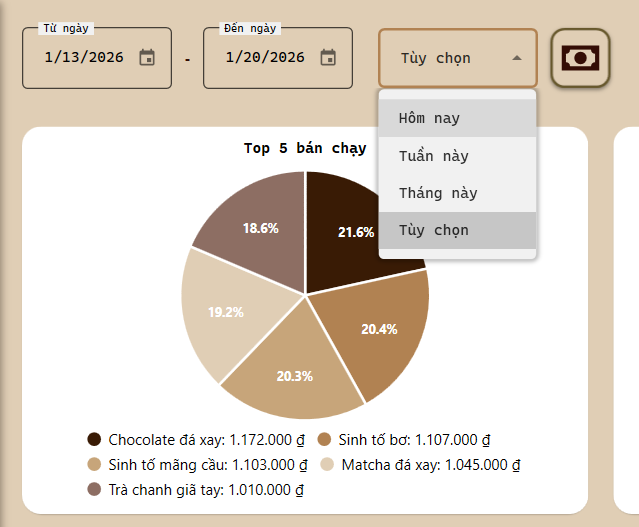 Từ ngày Đến ngày
1/13/2026 - 1/20/2026 Tùy chọn
Hôm nay
Tuần này
Tháng này
Tùy chọn
Top 5 bán chạy
18.6% 21.6%
19.2% 20.4%
20.3%
Chocolate đá xay: 1.172.000 ₫ Sinh tố bơ: 1.107.000 ₫
Sinh tố mãng cầu: 1.103.000 ₫ Matcha đá xay: 1.045.000 ₫
Trà chanh giã tay: 1.010.000 ₫